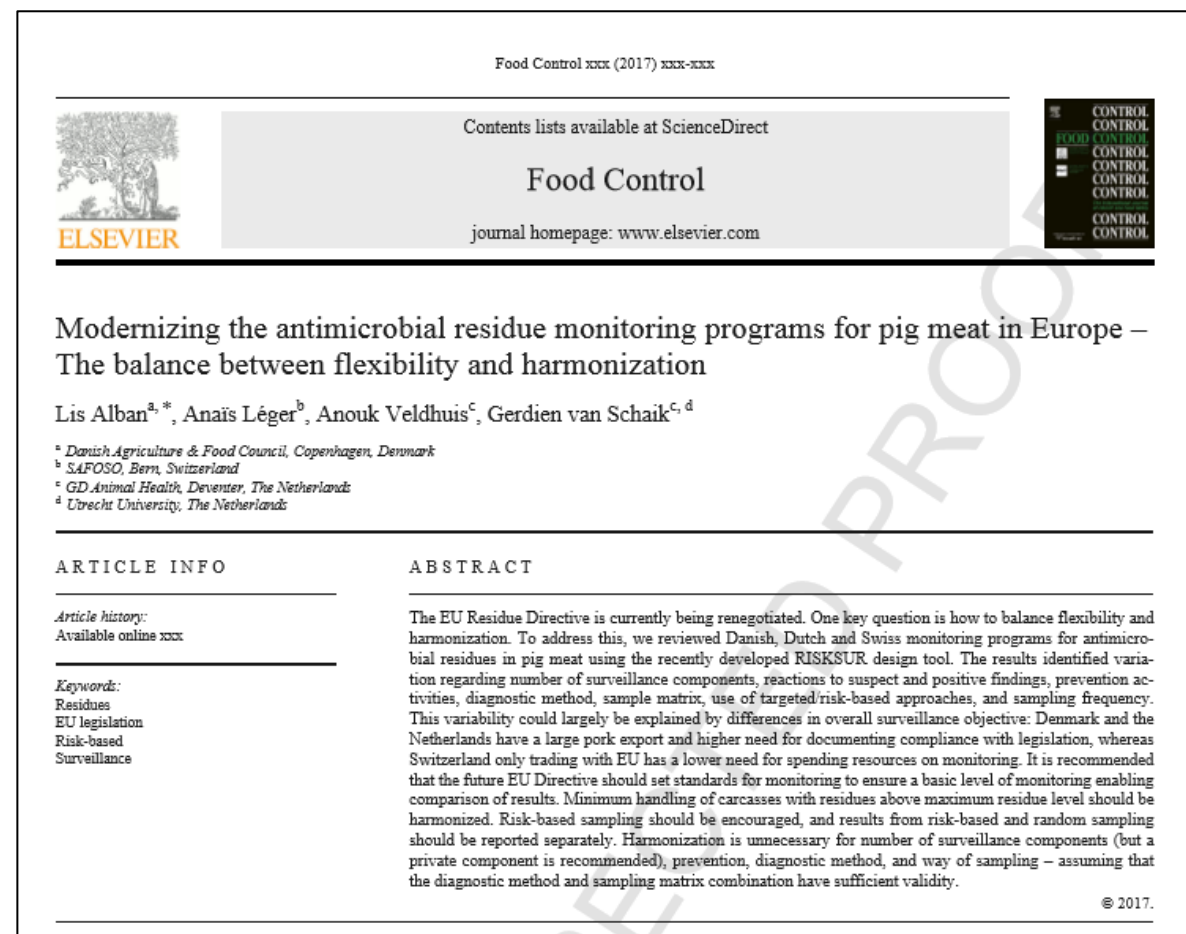 Food Control xxx (2017) xxx-xxx
Contents lists available at ScienceDirect
Food Control
journal homepage: www.elsevier.com
ELSEVIER
CONTROL
CONTROL
FOOD CONTROL
CONTROL
CONTROL
CONTROL
CONTROL
CONTROL
CONTROL
Modernizing the antimicrobial residue monitoring programs for pig meat in Europe –
The balance between flexibility and harmonization
Lis Alban a, *, Anaïs Léger b, Anouk Veldhuis c, Gerdien van Schaik c, d
a Danish Agriculture & Food Council, Copenhagen, Denmark
b SAFOSO, Bern, Switzerland
c GD Animal Health, Deventer, The Netherlands
d Utrecht University, The Netherlands
ARTICLE INFO
Article history:
Available online xxx
Keywords:
Residues
EU legislation
Risk-based
Surveillance
ABSTRACT
The EU Residue Directive is currently being renegotiated. One key question is how to balance flexibility and
harmonization. To address this, we reviewed Danish, Dutch and Swiss monitoring programs for antimicro-
bial residues in pig meat using the recently developed RISKSUR design tool. The results identified varia-
tion regarding number of surveillance components, reactions to suspect and positive findings, prevention ac-
tivities, diagnostic method, sample matrix, use of targeted/risk-based approaches, and sampling frequency.
This variability could largely be explained by differences in overall surveillance objective: Denmark and the
Netherlands have a large pork export and higher need for documenting compliance with legislation, whereas
Switzerland only trading with EU has a lower need for spending resources on monitoring. It is recommended
that the future EU Directive should set standards for monitoring to ensure a basic level of monitoring enabling
comparison of results. Minimum handling of carcasses with residues above maximum residue level should be
harmonized. Risk-based sampling should be encouraged, and results from risk-based and random sampling
should be reported separately. Harmonization is unnecessary for number of surveillance components (but a
private component is recommended), prevention, diagnostic method, and way of sampling – assuming that
the diagnostic method and sampling matrix combination have sufficient validity.
© 2017.
ECTED PROO